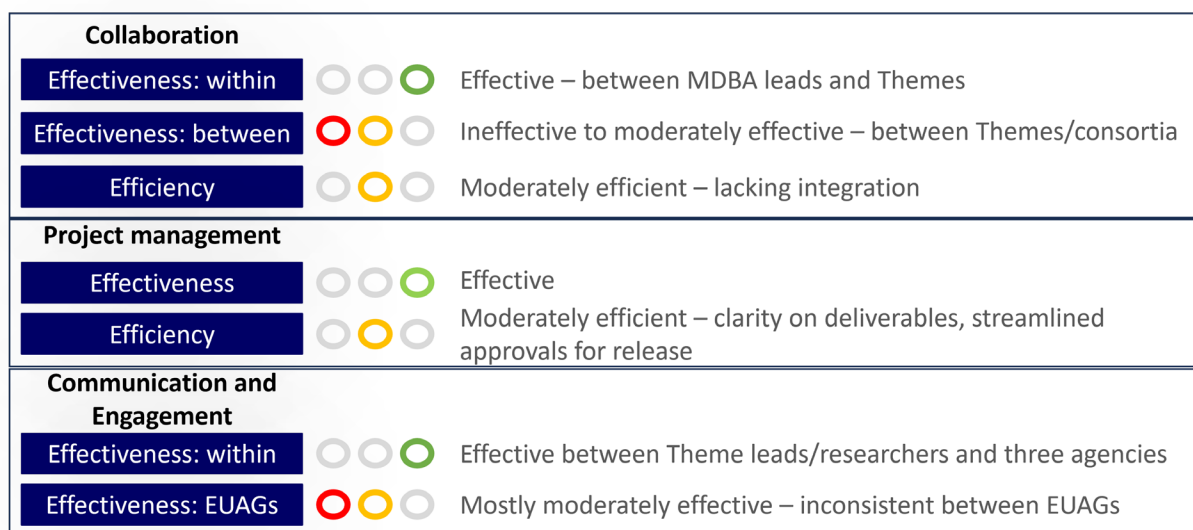 Collaboration
Effectiveness: within
Effective – between MDBA leads and Themes
Effectiveness: between
Ineffective to moderately effective – between Themes/consortia
Efficiency
Moderately efficient – lacking integration
Project management
Effectiveness
Effective
Efficiency
Moderately efficient – clarity on deliverables, streamlined
approvals for release
Communication and
Engagement
Effectiveness: within
Effective between Theme leads/researchers and three agencies
Effectiveness: EUAGs
Mostly moderately effective – inconsistent between EUAGs